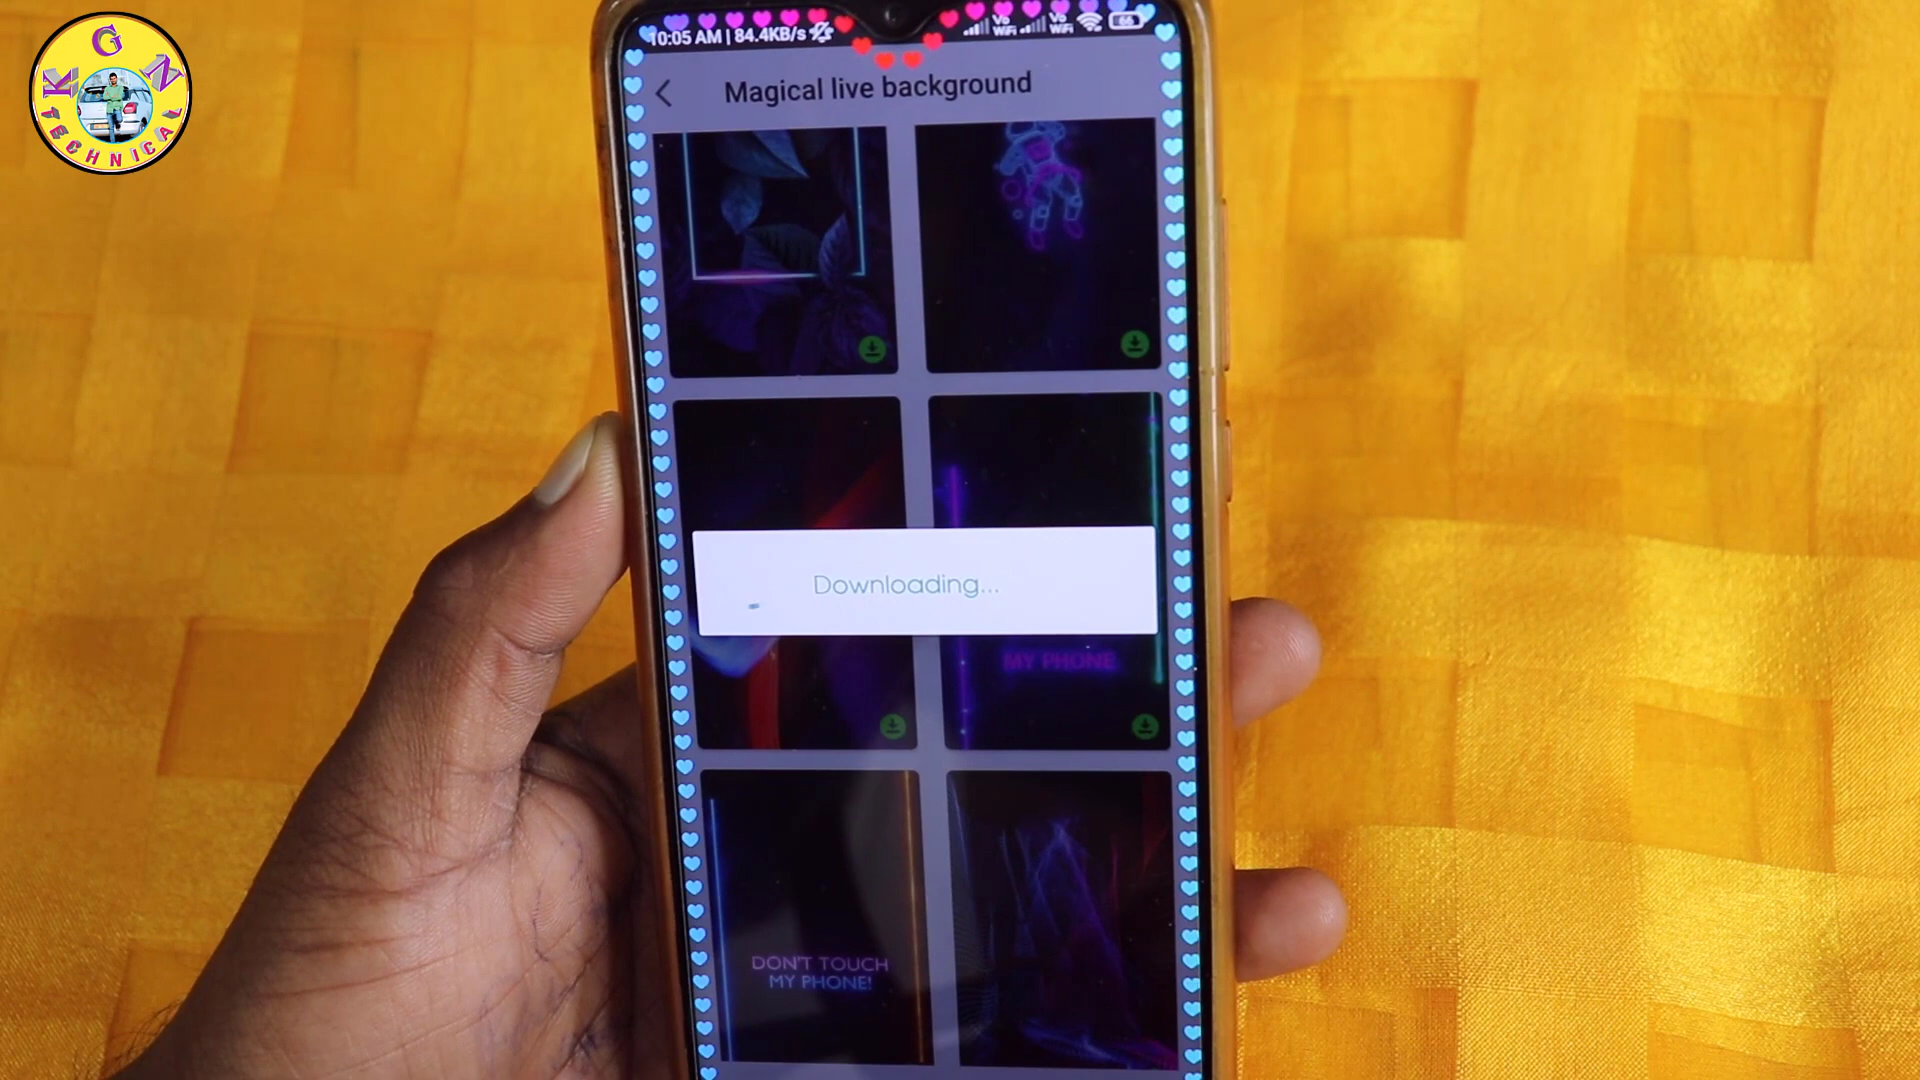 KGN
TECHNICAL
10:05 AM | 84.4KB/s
Vo
WiFi
Vo
WiFi
66
Magical live background
Downloading...
MY PHONE
DON'T TOUCH
MY PHONE!